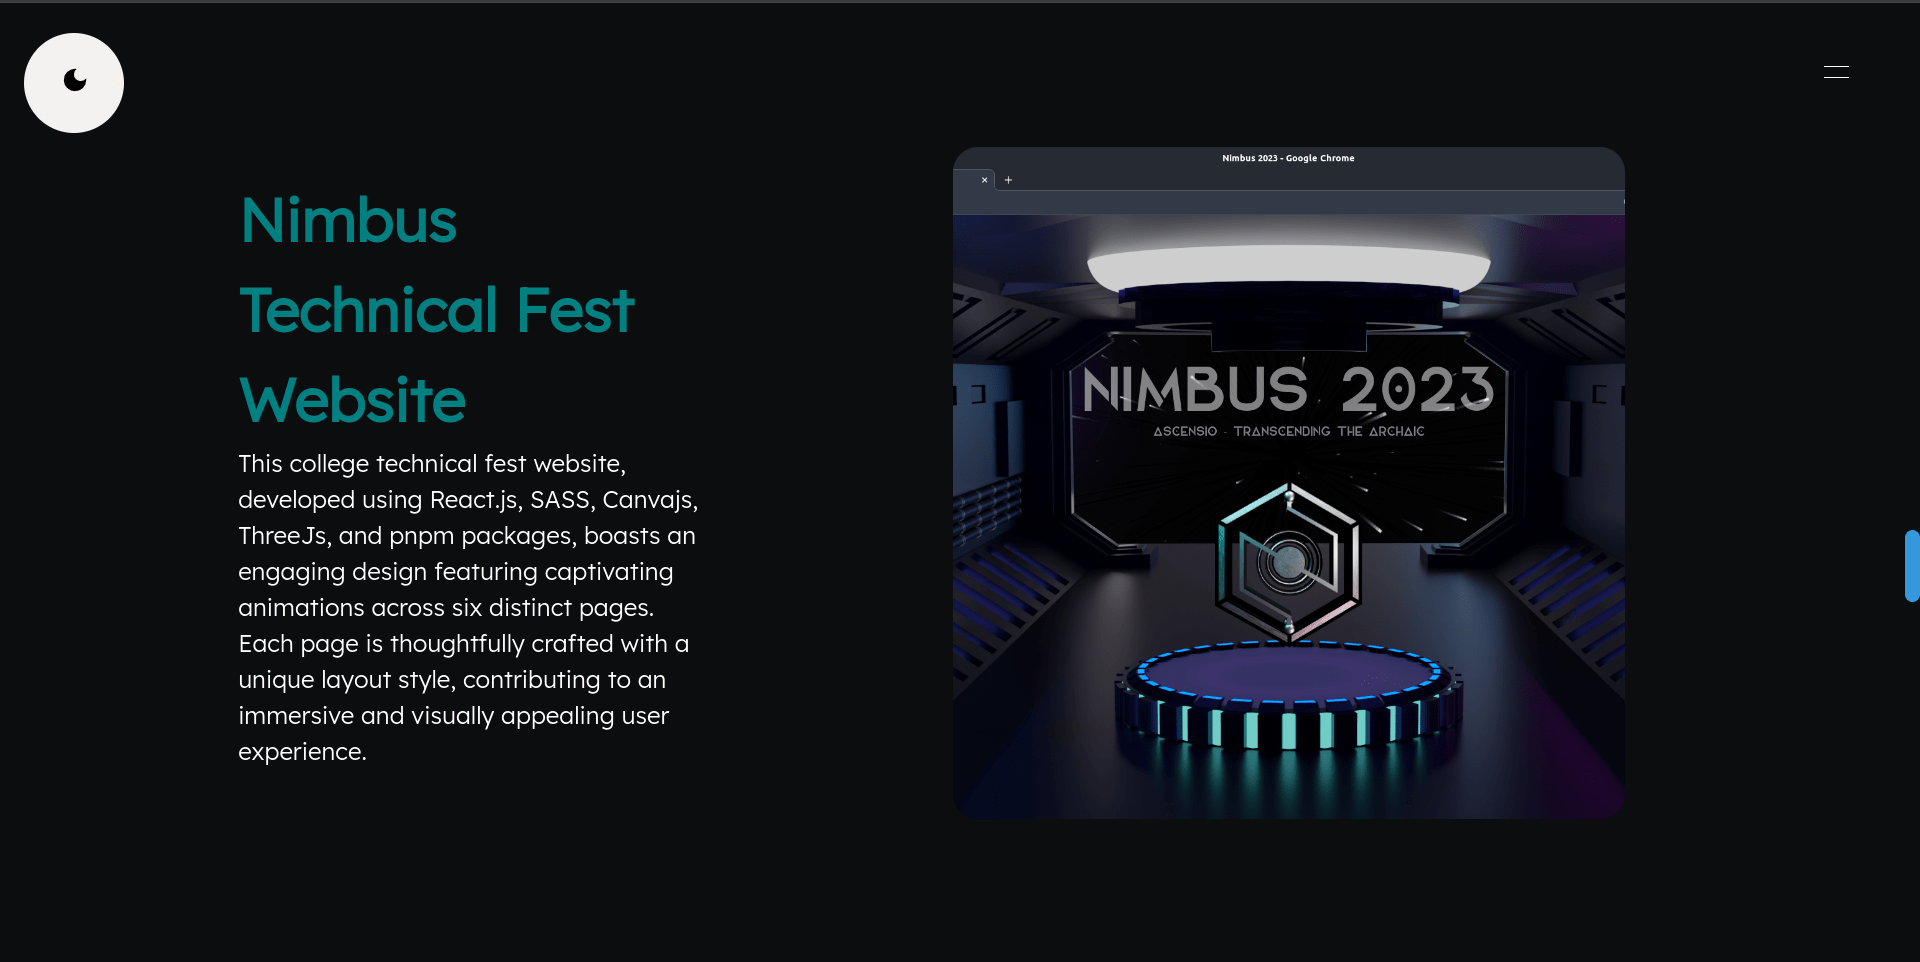 Nimbus
Technical Fest
Website
This college technical fest website,
developed using React.js, SASS, Canvajs,
ThreeJs, and pnpm packages, boasts an
engaging design featuring captivating
animations across six distinct pages.
Each page is thoughtfully crafted with a
unique layout style, contributing to an
immersive and visually appealing user
experience.
Nimbus 2023 - Google Chrome
NIMBUS 2023
ASCENSIO - TRANSCENDING THE ARCHAIC